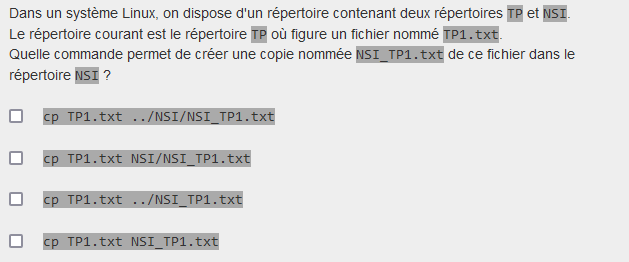 Dans un système Linux, on dispose d'un répertoire contenant deux répertoires TP et NSI.
Le répertoire courant est le répertoire TP où figure un fichier nommé TP1.txt.
Quelle commande permet de créer une copie nommée NSI_TP1.txt de ce fichier dans le
répertoire NSI ?
cp TP1.txt ../NSI/NSI_TP1.txt
cp TP1.txt NSI/NSI_TP1.txt
cp TP1.txt ../NSI_TP1.txt
cp TP1.txt NSI_TP1.txt